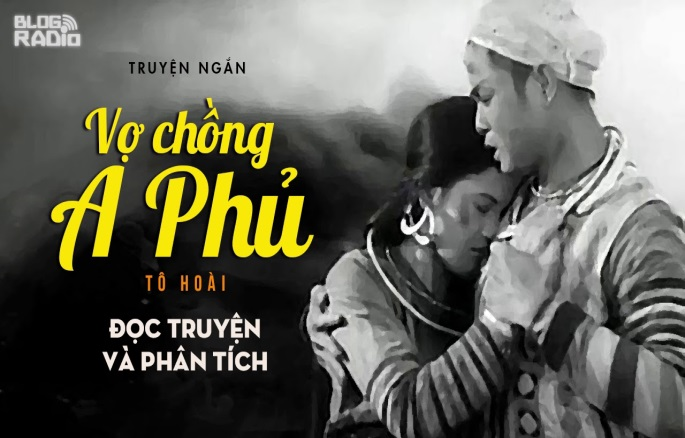 BLOG
RADIO
TRUYỆN NGẮN
Vợ chồng
A Phủ
TÔ HOÀI
ĐỌC TRUYỆN
VÀ PHÂN TÍCH